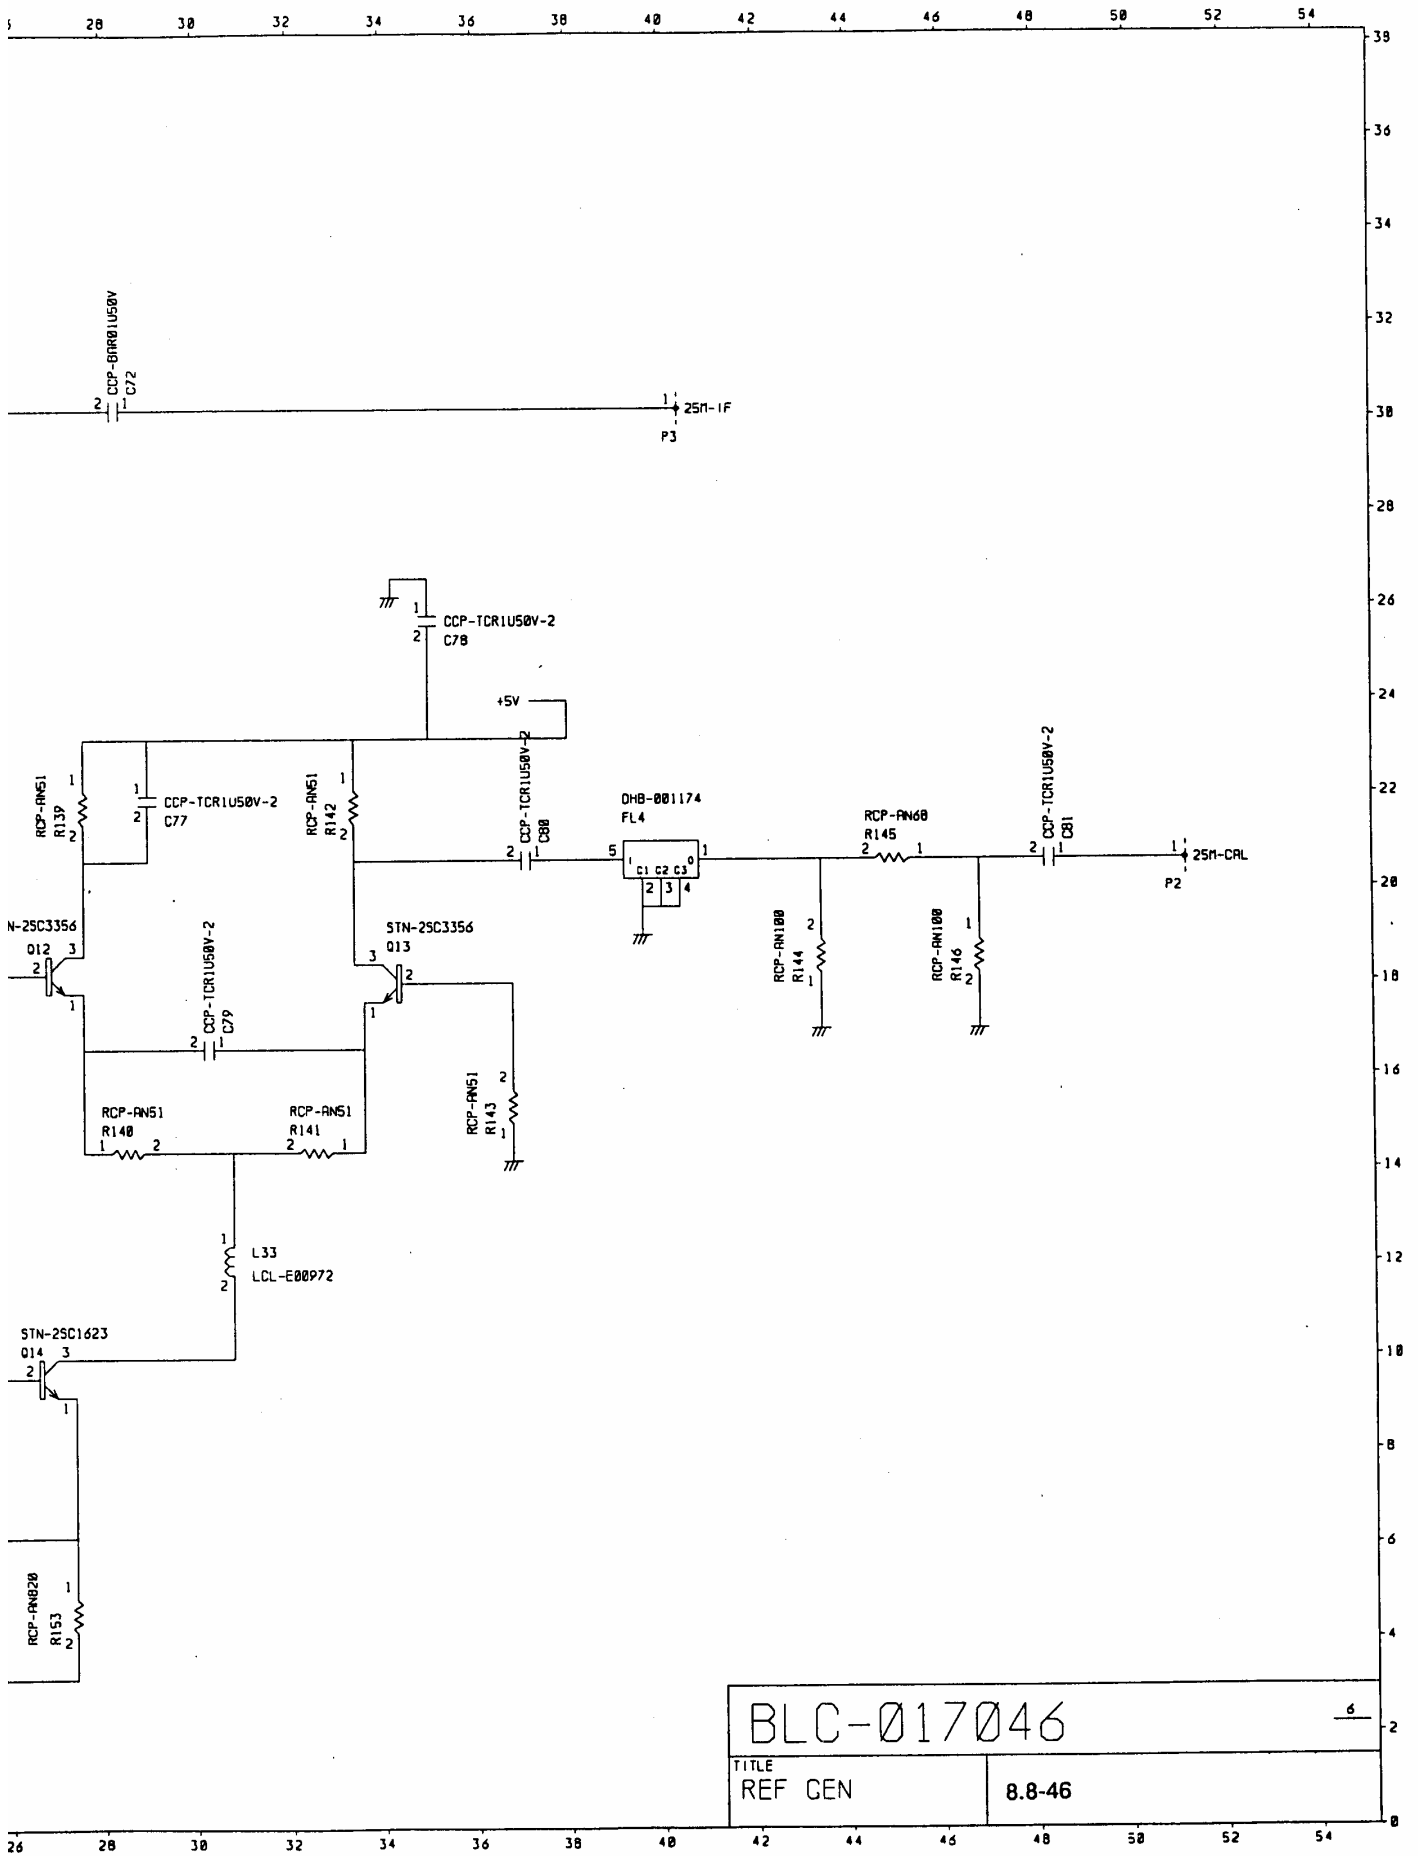 28 30 32 34 36 38 40 42 44 46 48 50 52 54
38
36
34
32
30
28
26
24
22
20
18
16
14
12
10
8
6
4
2
0
CCP-BAR01U50V
C72
2 1
1
25M-IF
P3
1
2
CCP-TCR1U50V-2
C78
+5V
RCP-AN51
R139
1
2
1
2
CCP-TCR1U50V-2
C77
RCP-AN51
R142
1
2
CCP-TCR1U50V-2
C80
2 1
DHB-001174
FL4
5
I O
C1 C2 C3
2 3 4
1
RCP-AN68
R145
2 1
CCP-TCR1U50V-2
C81
2 1
1
25M-CAL
P2
RCP-AN100
R144
2
1
RCP-AN100
R146
1
2
N-2SC3356
Q12
2
3
1
STN-2SC3356
Q13
3
2
1
CCP-TCR1U50V-2
C79
2 1
RCP-AN51
R143
2
1
RCP-AN51
R140
1 2
RCP-AN51
R141
2 1
1
2
L33
LCL-E00972
STN-2SC1623
Q14
2
3
1
RCP-AN820
R153
1
2
BLC-017046
6
TITLE
REF GEN
8.8-46
26 28 30 32 34 36 38 40 42 44 46 48 50 52 54